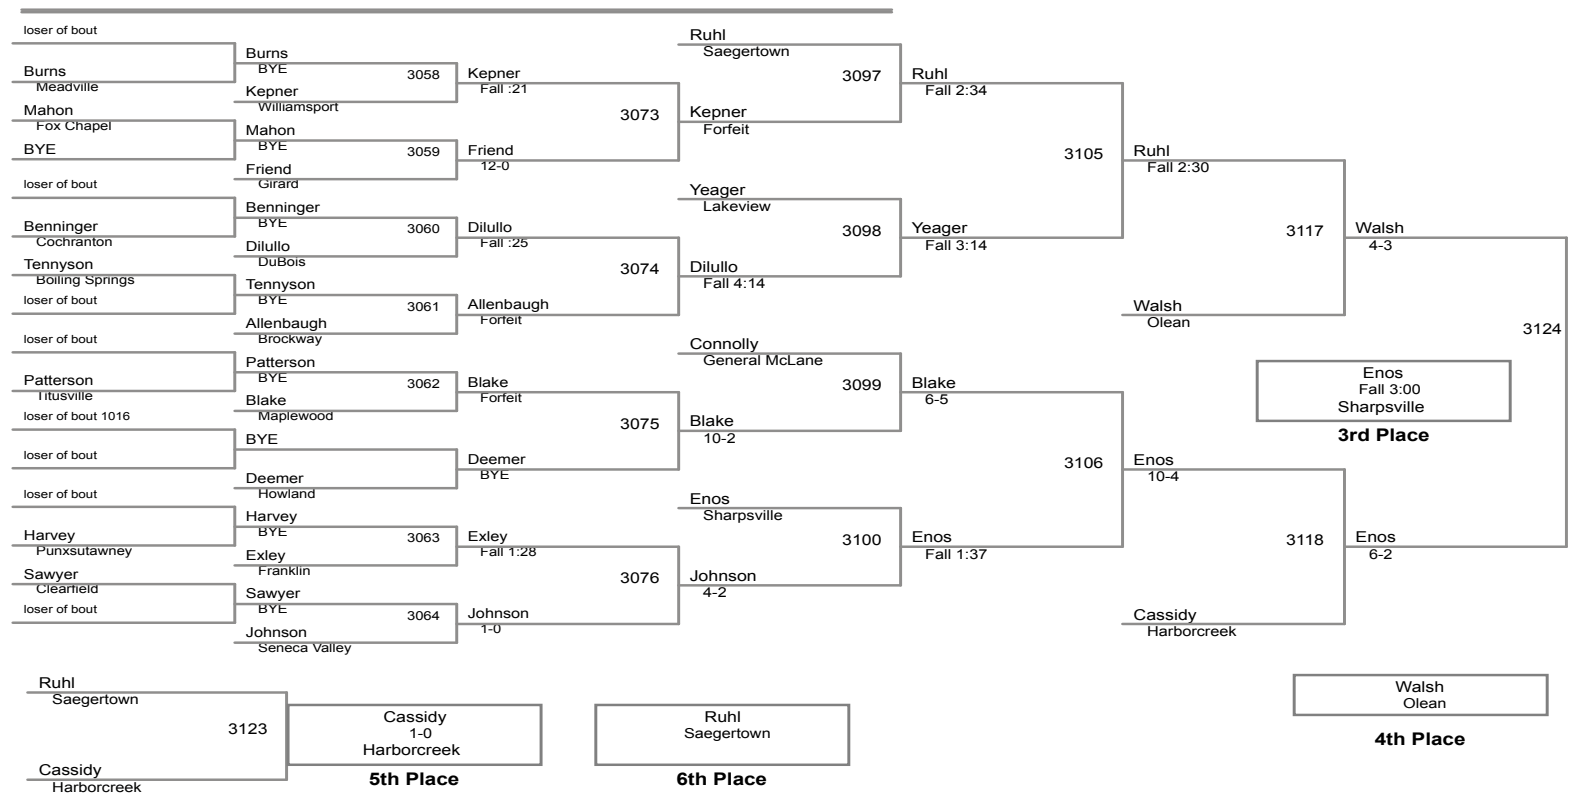 loser of bout
Burns
Meadville
Mahon
Fox Chapel
BYE
loser of bout
Benninger
Cochranton
Tennyson
Boiling Springs
loser of bout
loser of bout
Patterson
Titusville
loser of bout 1016
loser of bout
loser of bout
Harvey
Punxsutawney
Sawyer
Clearfield
loser of bout
Burns
BYE
3058
Kepner
Williamsport
Mahon
BYE
3059
Friend
Girard
Benninger
BYE
3060
Dilullo
DuBois
Tennyson
BYE
3061
Allenbaugh
Brockway
Patterson
BYE
3062
Blake
Maplewood
BYE
Deemer
Howland
Harvey
BYE
3063
Exley
Franklin
Sawyer
BYE
3064
Johnson
Seneca Valley
Kepner
Fall :21
3073
Friend
12-0
Dilullo
Fall :25
3074
Allenbaugh
Forfeit
Blake
Forfeit
3075
Deemer
BYE
Exley
Fall 1:28
3076
Johnson
1-0
Ruhl
Saegertown
3097
Kepner
Forfeit
Yeager
Lakeview
3098
Dilullo
Fall 4:14
Connolly
General McLane
3099
Blake
10-2
Enos
Sharpsville
3100
Johnson
4-2
Ruhl
Fall 2:34
3105
Yeager
Fall 3:14
Blake
6-5
3106
Enos
Fall 1:37
Ruhl
Fall 2:30
3117
Walsh
Olean
Enos
10-4
3118
Cassidy
Harborcreek
Walsh
4-3
3124
Enos
6-2
Enos
Fall 3:00
Sharpsville
3rd Place
Ruhl
Saegertown
3123
Cassidy
Harborcreek
Cassidy
1-0
Harborcreek
5th Place
Ruhl
Saegertown
6th Place
Walsh
Olean
4th Place